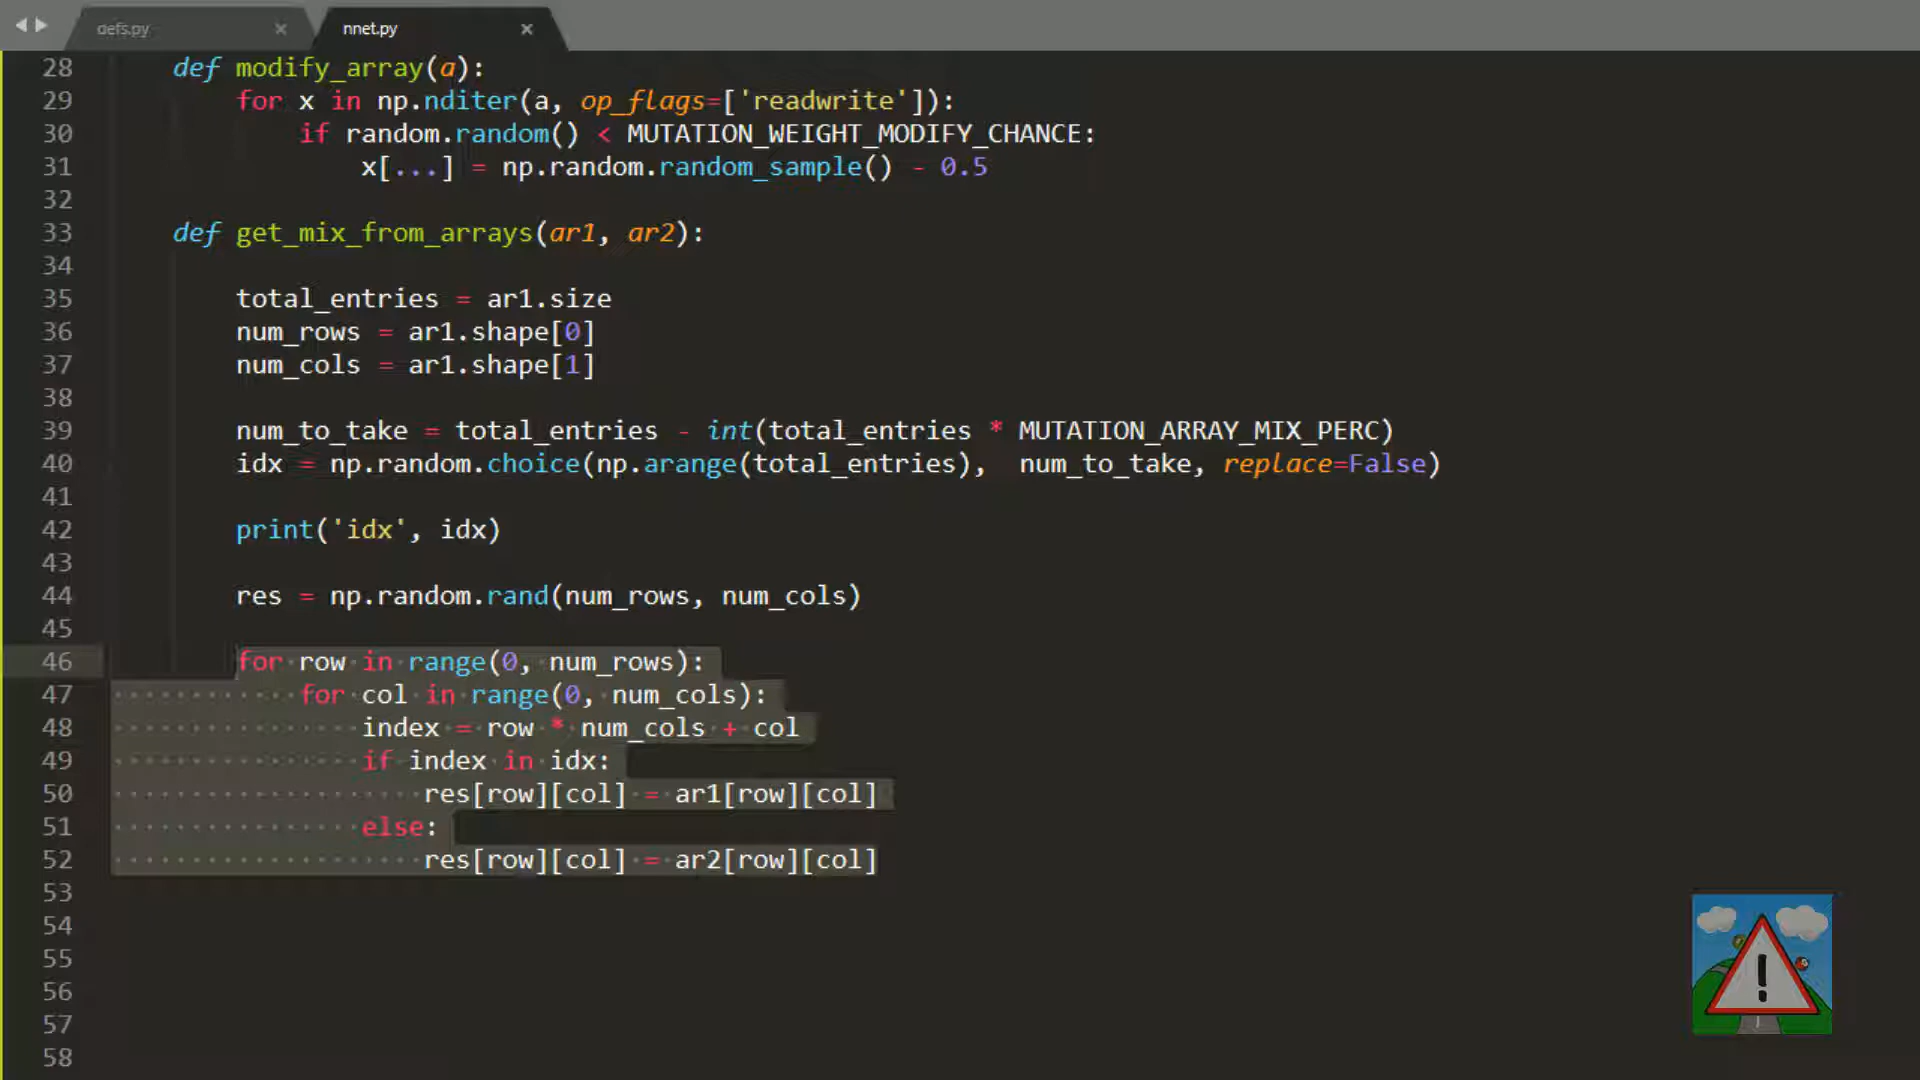 defs.py × nnet.py ×
28 def modify_array(a):
29 for x in np.nditer(a, op_flags=['readwrite']):
30 if random.random() < MUTATION_WEIGHT_MODIFY_CHANCE:
31 x[...] = np.random.random_sample() - 0.5
32
33 def get_mix_from_arrays(ar1, ar2):
34
35 total_entries = ar1.size
36 num_rows = ar1.shape[0]
37 num_cols = ar1.shape[1]
38
39 num_to_take = total_entries - int(total_entries * MUTATION_ARRAY_MIX_PERC)
40 idx = np.random.choice(np.arange(total_entries), num_to_take, replace=False)
41
42 print('idx', idx)
43
44 res = np.random.rand(num_rows, num_cols)
45
46 for row in range(0, num_rows):
47 for col in range(0, num_cols):
48 index = row * num_cols + col
49 if index in idx:
50 res[row][col] = ar1[row][col]
51 else:
52 res[row][col] = ar2[row][col]
53
54
55
56
57
58
!